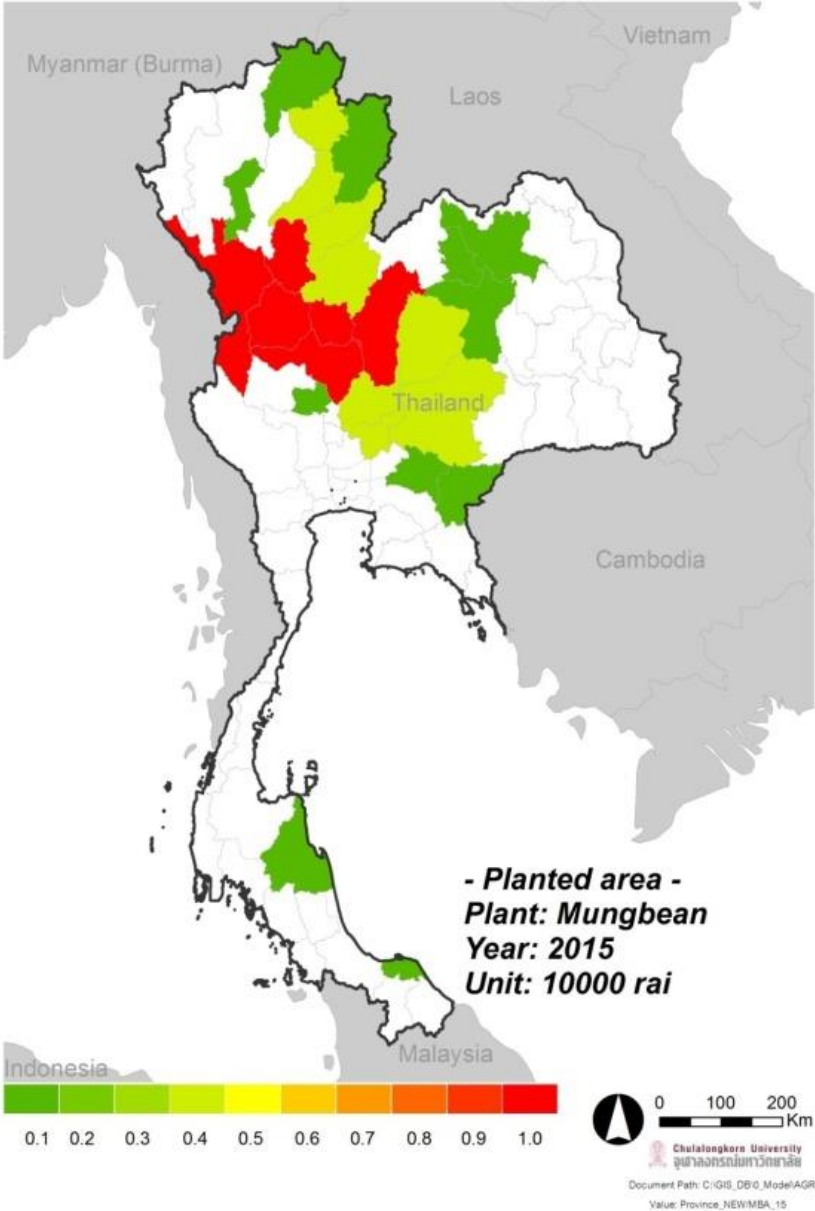 Vietnam
Myanmar (Burma)
Laos
Thailand
Cambodia
- Planted area -
Plant: Mungbean
Year: 2015
Unit: 10000 rai
Malaysia
Indonesia
0.1 0.2 0.3 0.4 0.5 0.6 0.7 0.8 0.9 1.0
0 100 200
Km
Chulalongkorn University
จุฬาลงกรณ์มหาวิทยาลัย
Document Path: C:\GIS_DB\0_Model\AGR
Value: Province_NEW\MBA_15